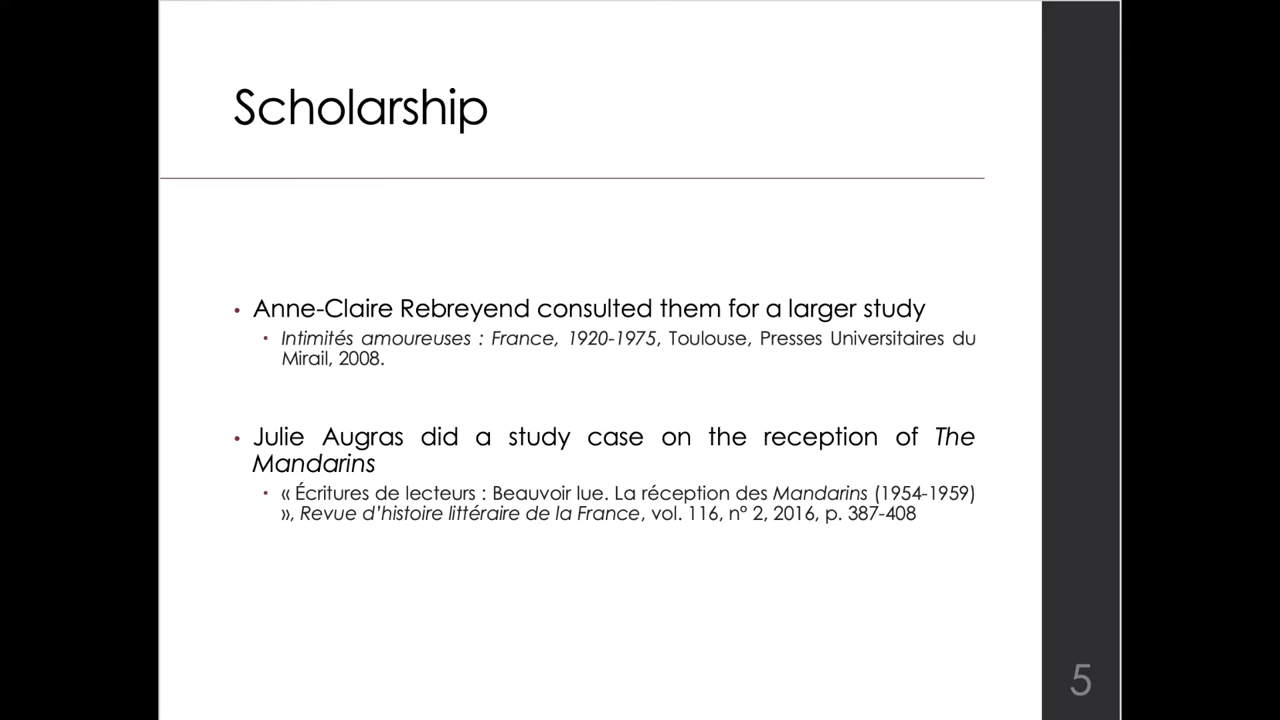 Scholarship
• Anne-Claire Rebreyend consulted them for a larger study
• Intimités amoureuses : France, 1920-1975, Toulouse, Presses Universitaires du
Mirail, 2008.
• Julie Augras did a study case on the reception of The
Mandarins
• « Écritures de lecteurs : Beauvoir lue. La réception des Mandarins (1954-1959)
», Revue d’histoire littéraire de la France, vol. 116, n° 2, 2016, p. 387-408
5